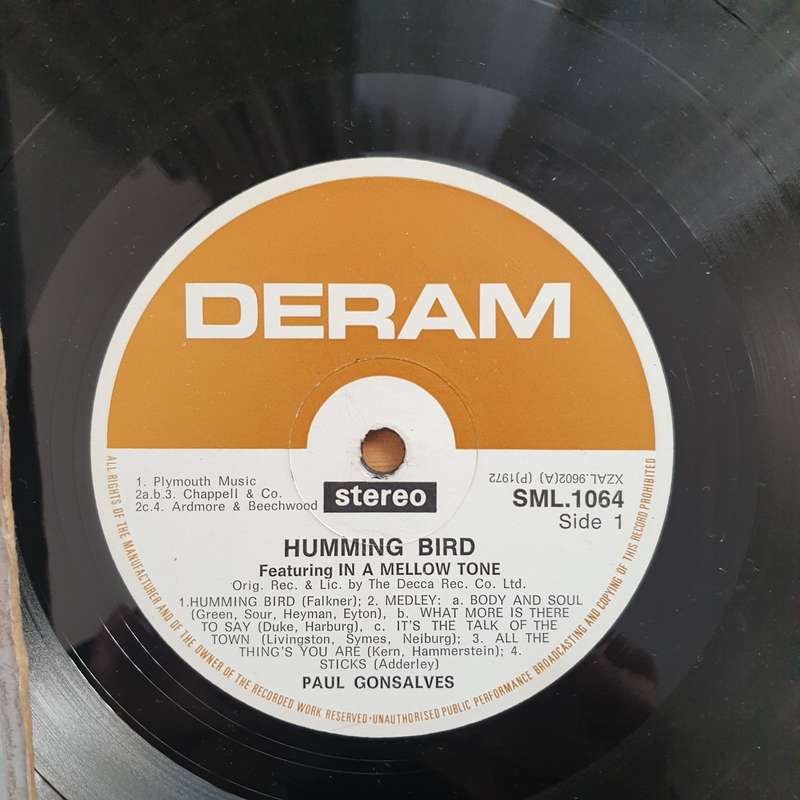 DERAM
1. Plymouth Music
2a.b.3. Chappell & Co.
2c.4. Ardmore & Beechwood
stereo
XZAL.9602(A) (P)1972
SML.1064
Side 1
HUMMING BIRD
Featuring IN A MELLOW TONE
Orig. Rec. & Lic. by The Decca Rec. Co. Ltd.
1.HUMMING BIRD (Falkner); 2. MEDLEY: a. BODY AND SOUL
(Green, Sour, Heyman, Eyton), b. WHAT MORE IS THERE
TO SAY (Duke, Harburg), c. IT'S THE TALK OF THE
TOWN (Livingston, Symes, Neiburg); 3. ALL THE
THING'S YOU ARE (Kern, Hammerstein); 4.
STICKS (Adderley)
PAUL GONSALVES
ALL RIGHTS OF THE MANUFACTURER AND OF THE OWNER OF THE RECORDED WORK RESERVED·UNAUTHORISED PUBLIC PERFORMANCE BROADCASTING AND COPYING OF THIS RECORD PROHIBITED